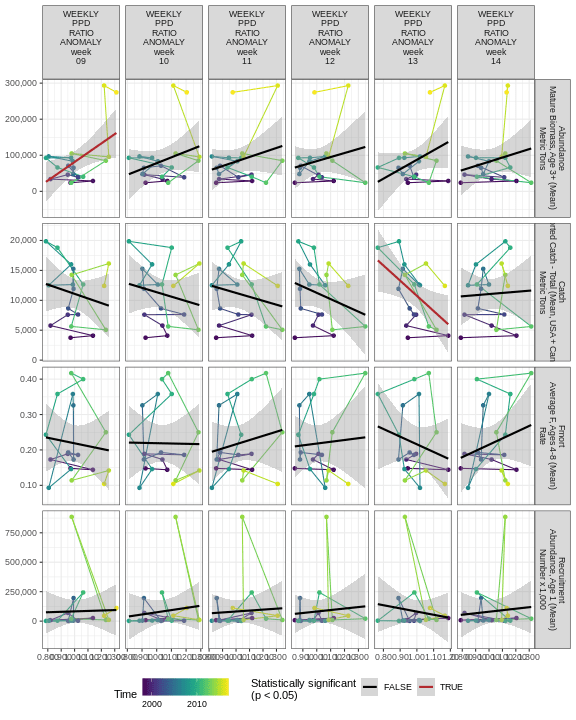 WEEKLY
PPD
RATIO
ANOMALY
week
09
WEEKLY
PPD
RATIO
ANOMALY
week
10
WEEKLY
PPD
RATIO
ANOMALY
week
11
WEEKLY
PPD
RATIO
ANOMALY
week
12
WEEKLY
PPD
RATIO
ANOMALY
week
13
WEEKLY
PPD
RATIO
ANOMALY
week
14
300,000
200,000
100,000
0
Abundance
Mature Biomass, Age 3+ (Mean)
Metric Tons
20,000
15,000
10,000
5,000
0
Catch
Catch - Total (Mean, USA + Can
Metric Tons
0.40
0.30
0.20
0.10
Fmort
Average F, Ages 4-8 (Mean)
Rate
750,000
500,000
250,000
0
Recruitment
Abundance, Age 1 (Mean)
Number x 1,000
Time
2000 2010
Statistically significant
(p < 0.05)
FALSE
TRUE